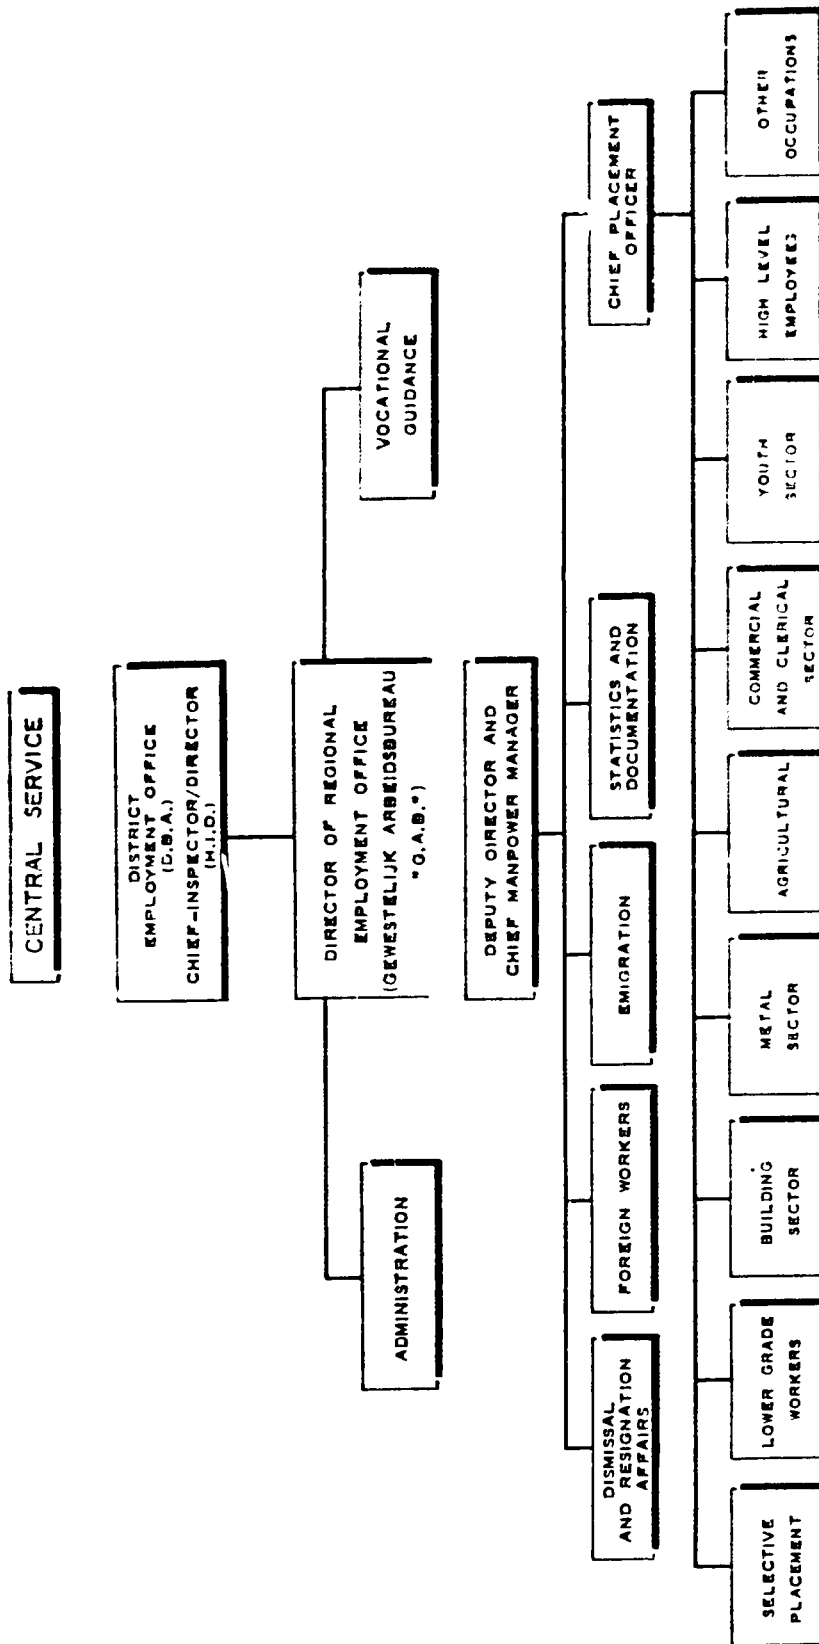 CENTRAL SERVICE
DISTRICT
EMPLOYMENT OFFICE
(D.B.A.)
CHIEF-INSPECTOR/DIRECTOR
(H.I.D.)
DIRECTOR OF REGIONAL
EMPLOYMENT OFFICE
(GEWESTELIJK ARBEIDSBUREAU
"G.A.B.")
ADMINISTRATION
VOCATIONAL
GUIDANCE
DEPUTY DIRECTOR AND
CHIEF MANPOWER MANAGER
DISMISSAL
AND RESIGNATION
AFFAIRS
FOREIGN WORKERS
EMIGRATION
STATISTICS AND
DOCUMENTATION
CHIEF PLACEMENT
OFFICER
SELECTIVE
PLACEMENT
LOWER GRADE
WORKERS
BUILDING
SECTOR
METAL
SECTOR
AGRICULTURAL
COMMERCIAL
AND CLERICAL
SECTOR
YOUTH
SECTOR
HIGH LEVEL
EMPLOYEES
OTHER
OCCUPATIONS